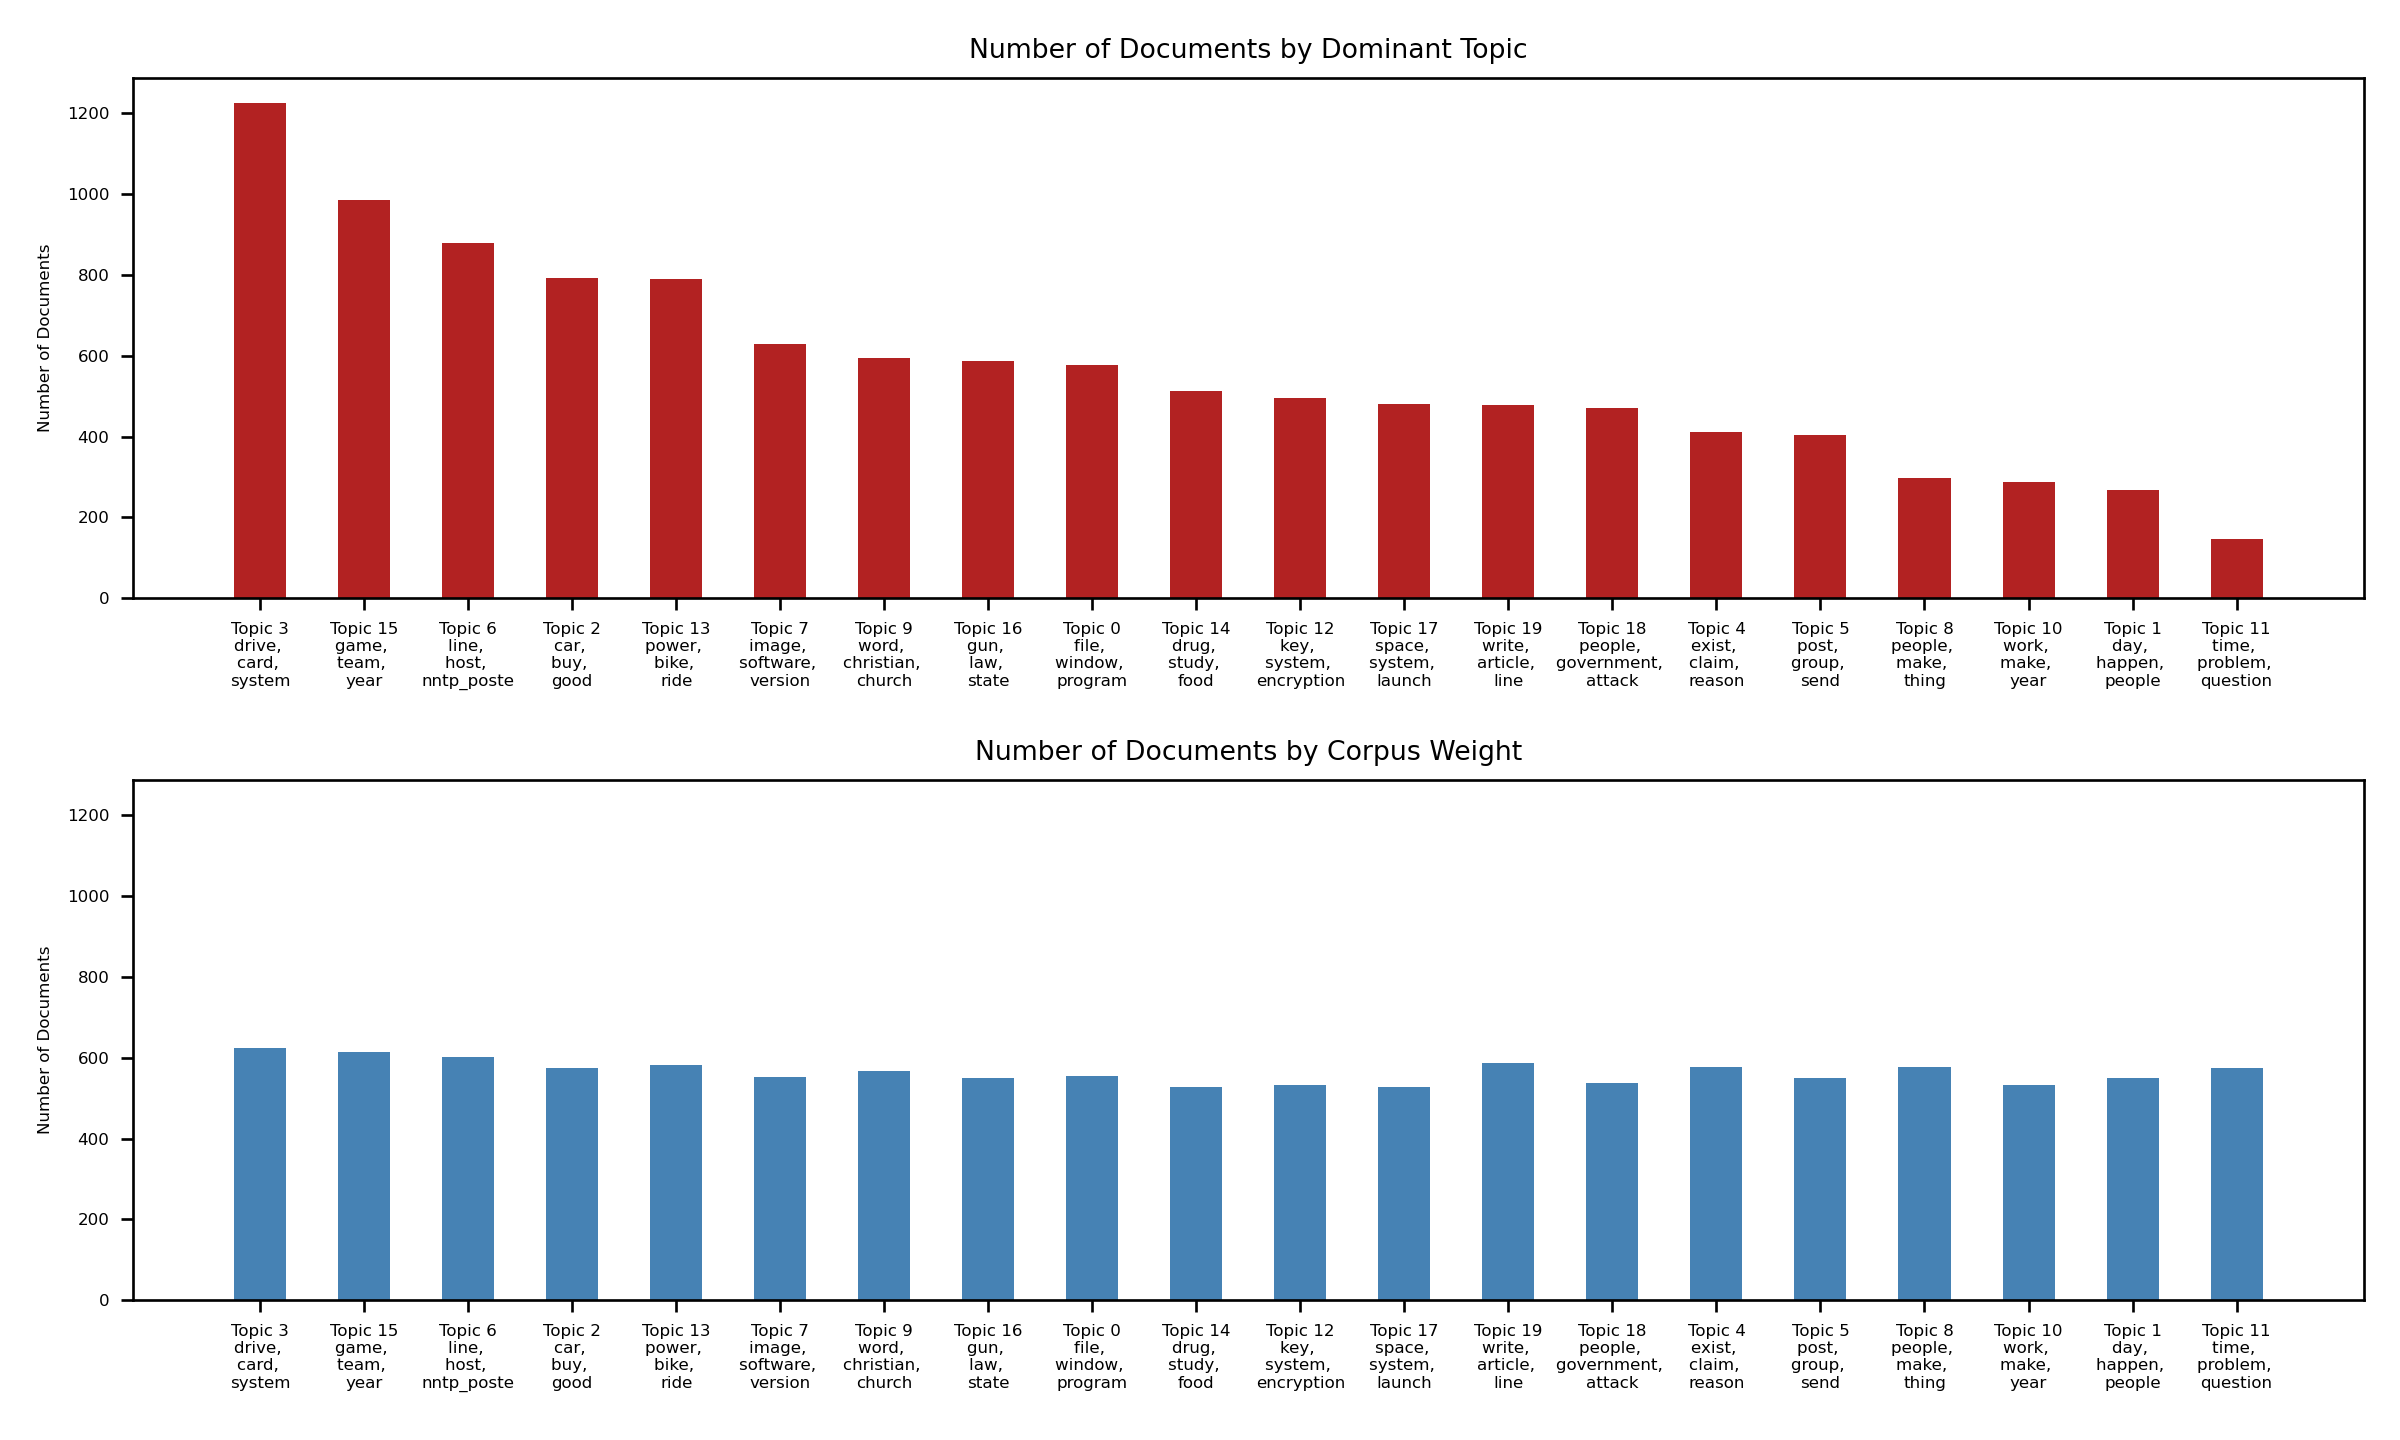 Number of Documents by Dominant Topic
Number of Documents
1200
1000
800
600
400
200
0
Topic 3 Topic 15 Topic 6 Topic 2 Topic 13 Topic 7 Topic 9 Topic 16 Topic 0 Topic 14 Topic 12 Topic 17 Topic 19 Topic 18 Topic 4 Topic 5 Topic 8 Topic 10 Topic 1 Topic 11
drive, game, line, car, power, image, word, gun, file, drug, key, space, write, people, exist, post, people, work, day, time,
card, team, host, buy, bike, software, christian, law, window, study, system, system, article, government, claim, group, make, make, happen, problem,
system year nntp_poste good ride version church state program food encryption launch line attack reason send thing year people question
Number of Documents by Corpus Weight
Number of Documents
1200
1000
800
600
400
200
0
Topic 3 Topic 15 Topic 6 Topic 2 Topic 13 Topic 7 Topic 9 Topic 16 Topic 0 Topic 14 Topic 12 Topic 17 Topic 19 Topic 18 Topic 4 Topic 5 Topic 8 Topic 10 Topic 1 Topic 11
drive, game, line, car, power, image, word, gun, file, drug, key, space, write, people, exist, post, people, work, day, time,
card, team, host, buy, bike, software, christian, law, window, study, system, system, article, government, claim, group, make, make, happen, problem,
system year nntp_poste good ride version church state program food encryption launch line attack reason send thing year people question